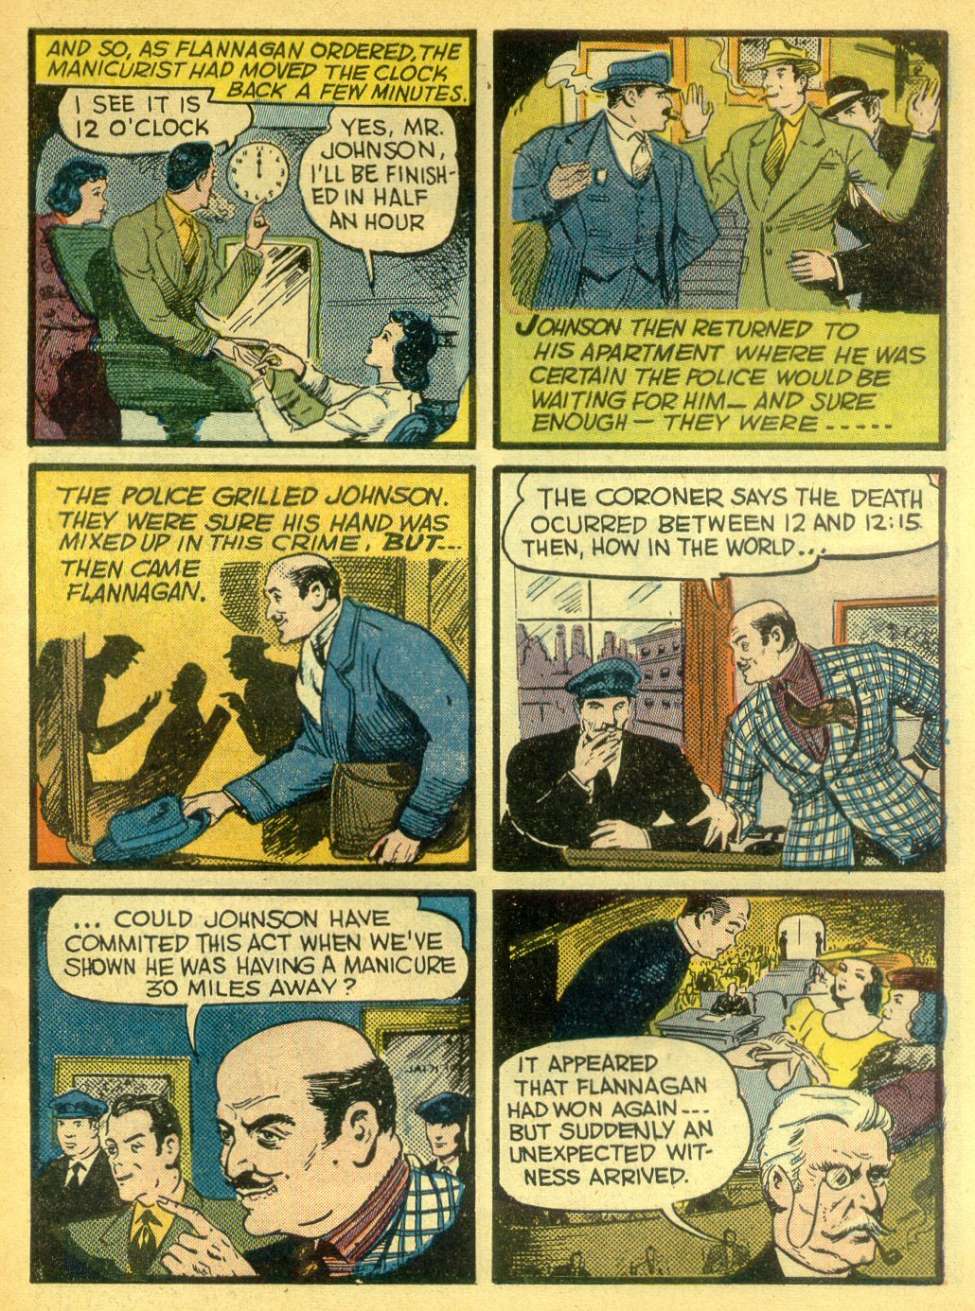 AND SO, AS FLANNAGAN ORDERED, THE
MANICURIST HAD MOVED THE CLOCK
BACK A FEW MINUTES.
I SEE IT IS
12 O'CLOCK
YES, MR.
JOHNSON,
I'LL BE FINISH-
ED IN HALF
AN HOUR
JOHNSON THEN RETURNED TO
HIS APARTMENT WHERE HE WAS
CERTAIN THE POLICE WOULD BE
WAITING FOR HIM — AND SURE
ENOUGH — THEY WERE -----
THE POLICE GRILLED JOHNSON.
THEY WERE SURE HIS HAND WAS
MIXED UP IN THIS CRIME, BUT...
THEN CAME
FLANNAGAN.
THE CORONER SAYS THE DEATH
OCURRED BETWEEN 12 AND 12:15
THEN, HOW IN THE WORLD...
... COULD JOHNSON HAVE
COMMITED THIS ACT WHEN WE'VE
SHOWN HE WAS HAVING A MANICURE
30 MILES AWAY?
IT APPEARED
THAT FLANNAGAN
HAD WON AGAIN ---
BUT SUDDENLY AN
UNEXPECTED WIT-
NESS ARRIVED.